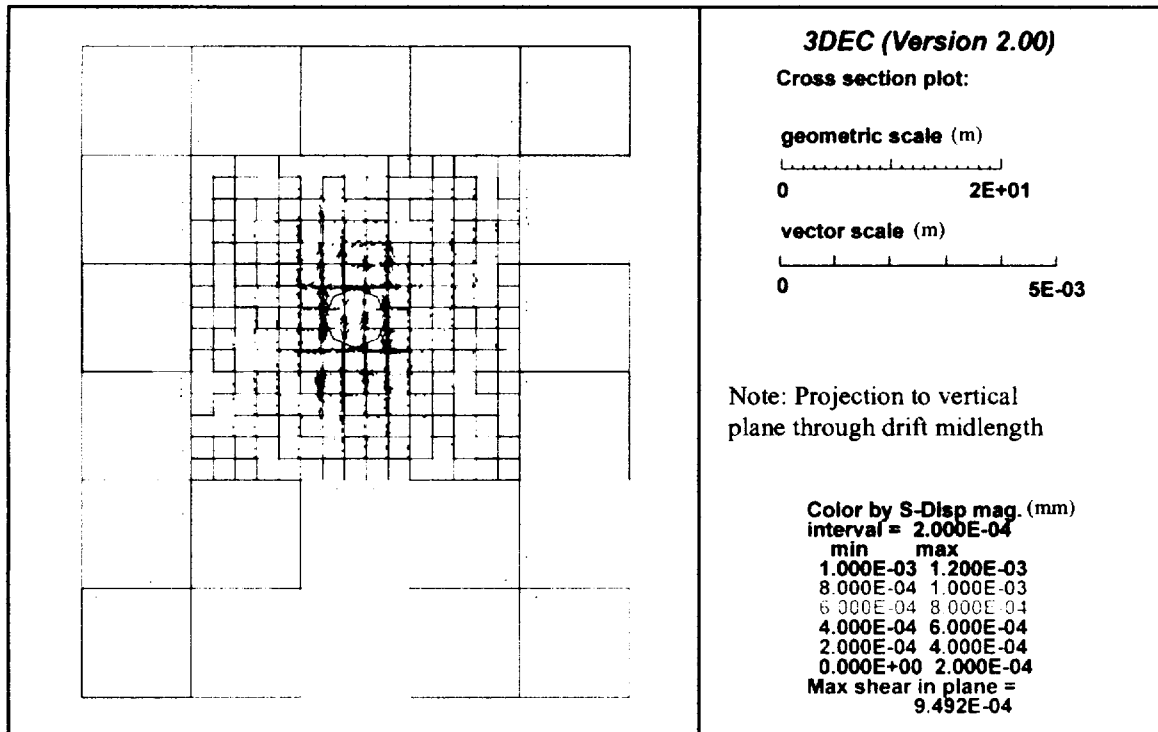 3DEC (Version 2.00)
Cross section plot:
geometric scale (m)
0 2E+01
vector scale (m)
0 5E-03
Note: Projection to vertical
plane through drift midlength
Color by S-Disp mag. (mm)
interval = 2.000E-04
min max
1.000E-03 1.200E-03
8.000E-04 1.000E-03
6.000E-04 8.000E-04
4.000E-04 6.000E-04
2.000E-04 4.000E-04
0.000E+00 2.000E-04
Max shear in plane =
9.492E-04